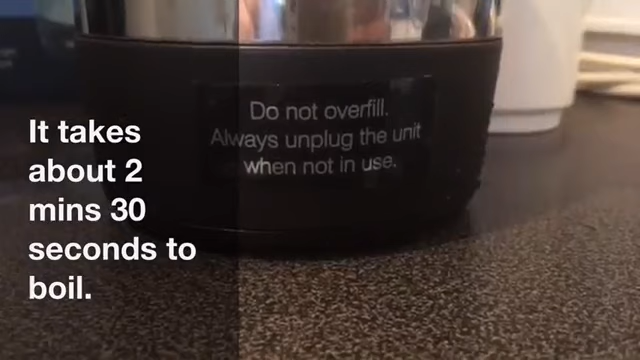 It takes
about 2
mins 30
seconds to
boil.
Do not overfill.
Always unplug the unit
when not in use.